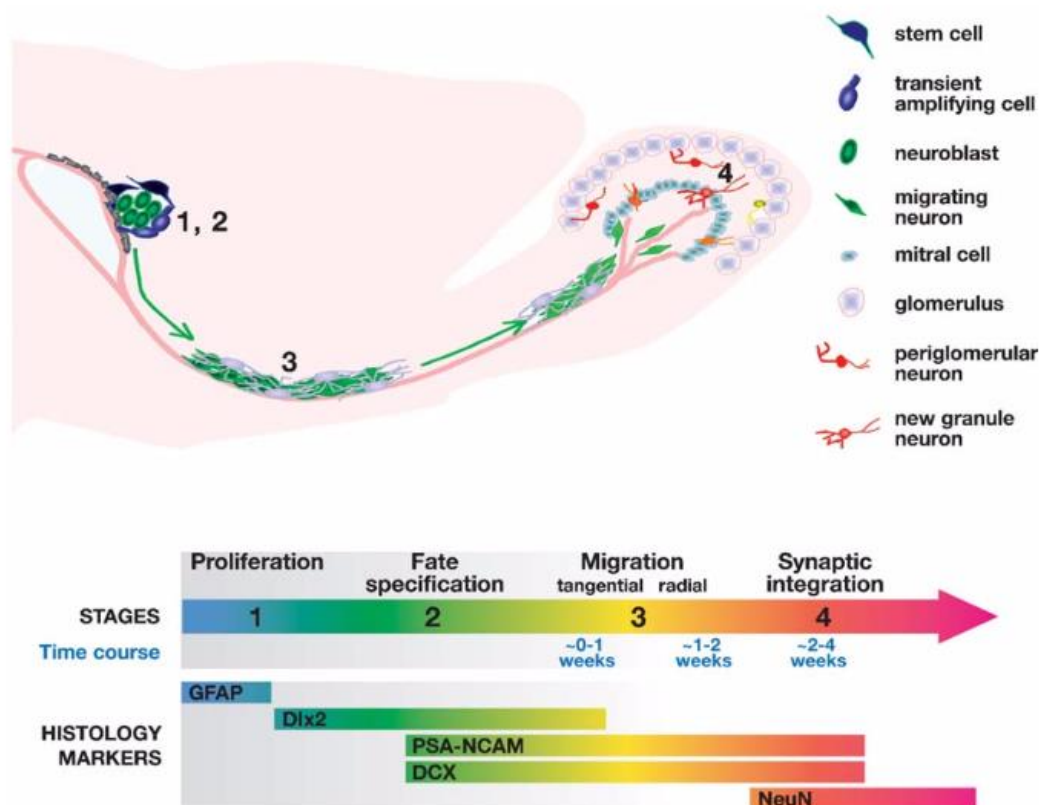 stem cell
transient
amplifying cell
neuroblast
1, 2
4
migrating
neuron
mitral cell
glomerulus
3
periglomerular
neuron
new granule
neuron
Proliferation
Fate
specification
Migration
tangential radial
Synaptic
integration
STAGES
1
2
3
4
Time course
~0-1
weeks
~1-2
weeks
~2-4
weeks
GFAP
Dlx2
HISTOLOGY
MARKERS
PSA-NCAM
DCX
NeuN